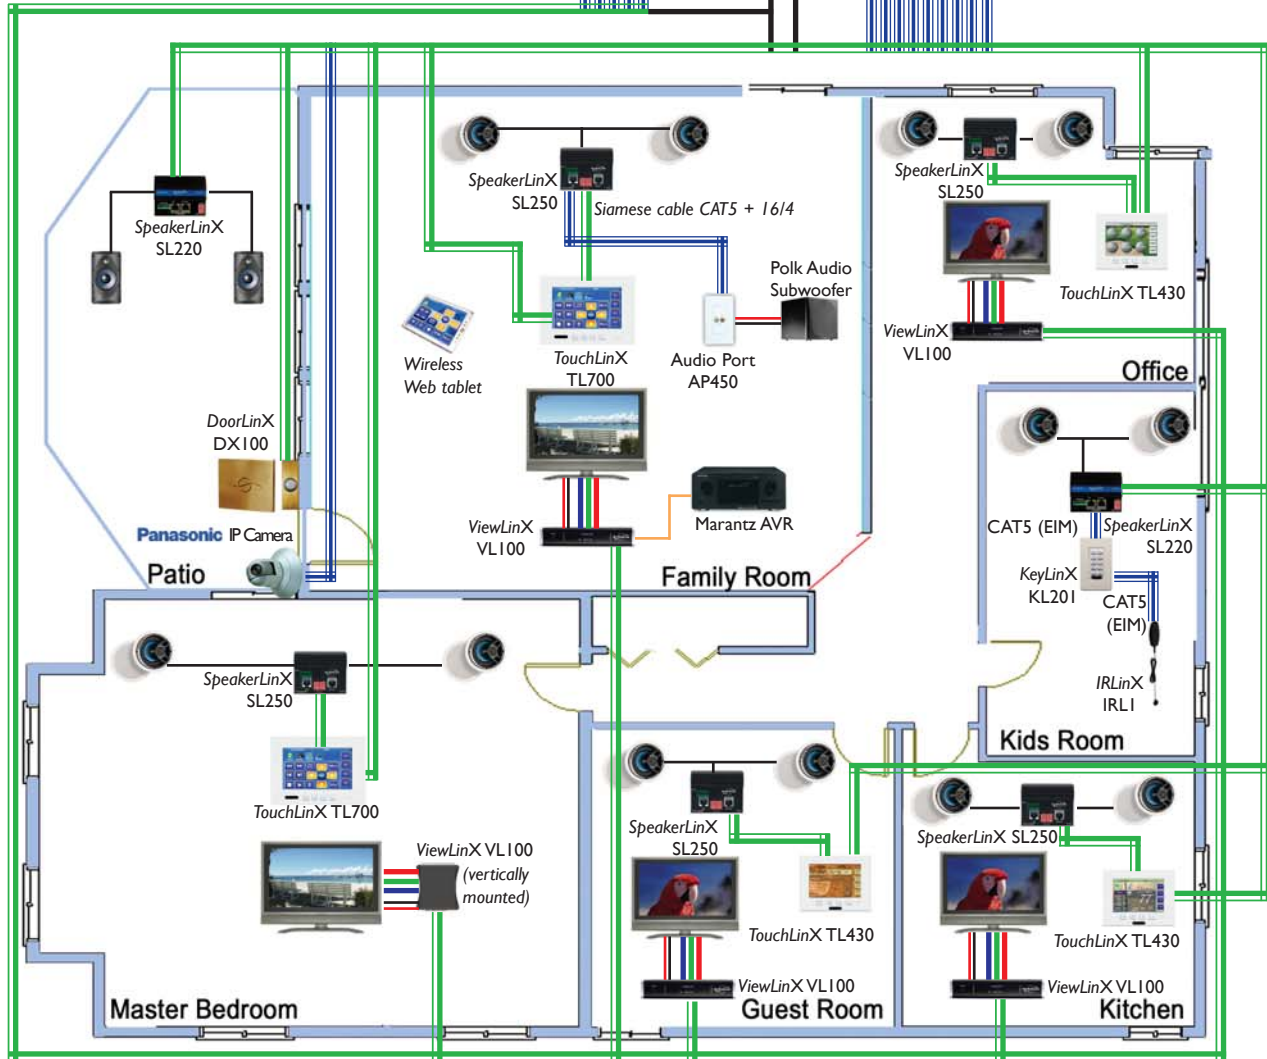 SpeakerLinX
SL220
DoorLinX
DX100
Panasonic IP Camera
Patio
SpeakerLinX
SL250
Siamese cable CAT5 + 16/4
Wireless
Web tablet
TouchLinX
TL700
Audio Port
AP450
Polk Audio
Subwoofer
ViewLinX
VL100
Marantz AVR
Family Room
SpeakerLinX
SL250
TouchLinX TL430
ViewLinX
VL100
Office
CAT5 (EIM)
SpeakerLinX
SL220
KeyLinX
KL201
CAT5
(EIM)
IRLinX
IRL1
Kids Room
SpeakerLinX
SL250
TouchLinX TL700
ViewLinX VL100
(vertically
mounted)
Master Bedroom
SpeakerLinX
SL250
TouchLinX TL430
ViewLinX VL100
Guest Room
SpeakerLinX SL250
TouchLinX TL430
ViewLinX VL100
Kitchen